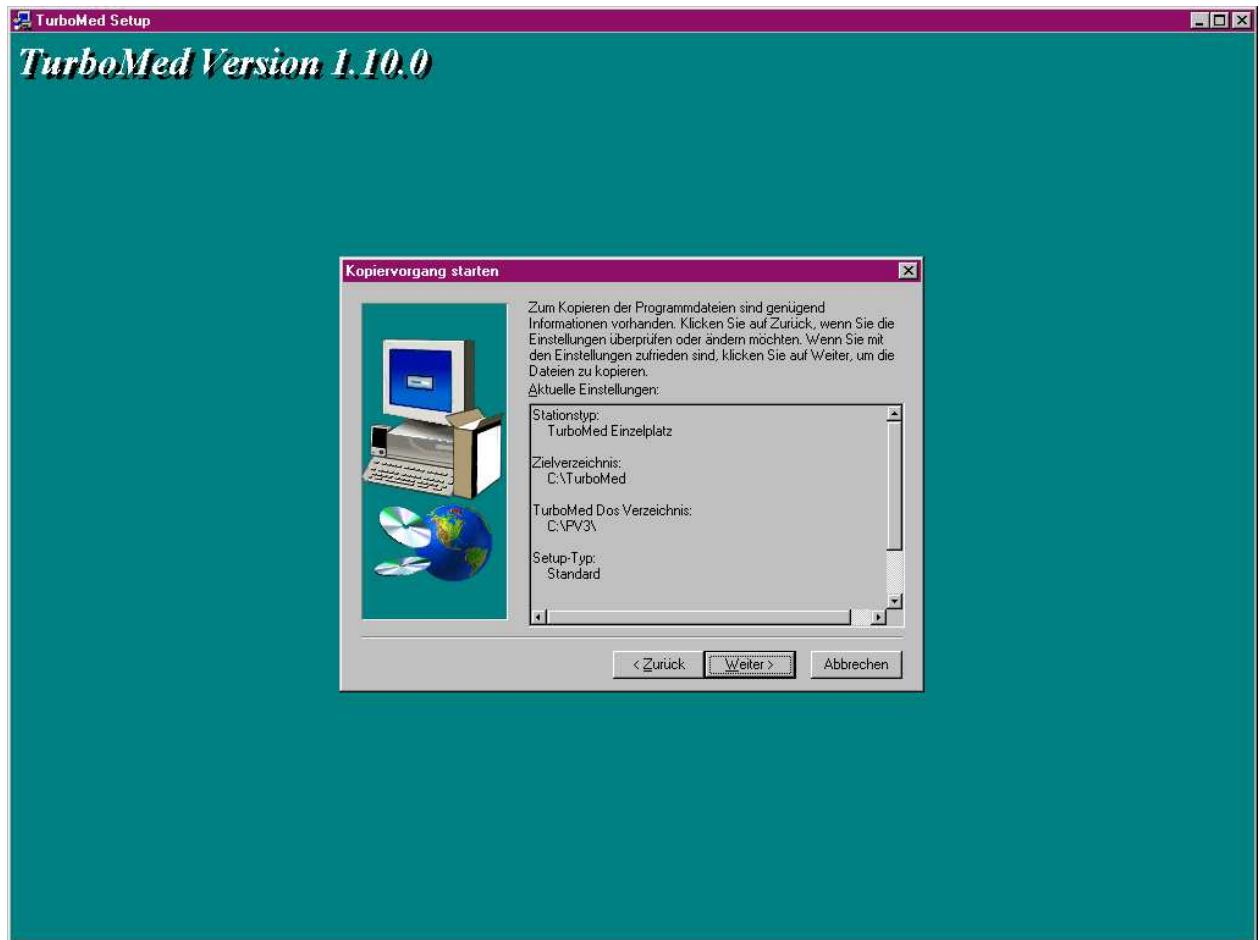 TurboMed Setup
TurboMed Version 1.10.0
Kopiervorgang starten
Zum Kopieren der Programmdateien sind genügend
Informationen vorhanden. Klicken Sie auf Zurück, wenn Sie die
Einstellungen überprüfen oder ändern möchten. Wenn Sie mit
den Einstellungen zufrieden sind, klicken Sie auf Weiter, um die
Dateien zu kopieren.
Aktuelle Einstellungen:
Stationstyp:
TurboMed Einzelplatz
Zielverzeichnis:
C:\TurboMed
TurboMed Dos Verzeichnis:
C:\PV3\
Setup-Typ:
Standard
< Zurück Weiter > Abbrechen